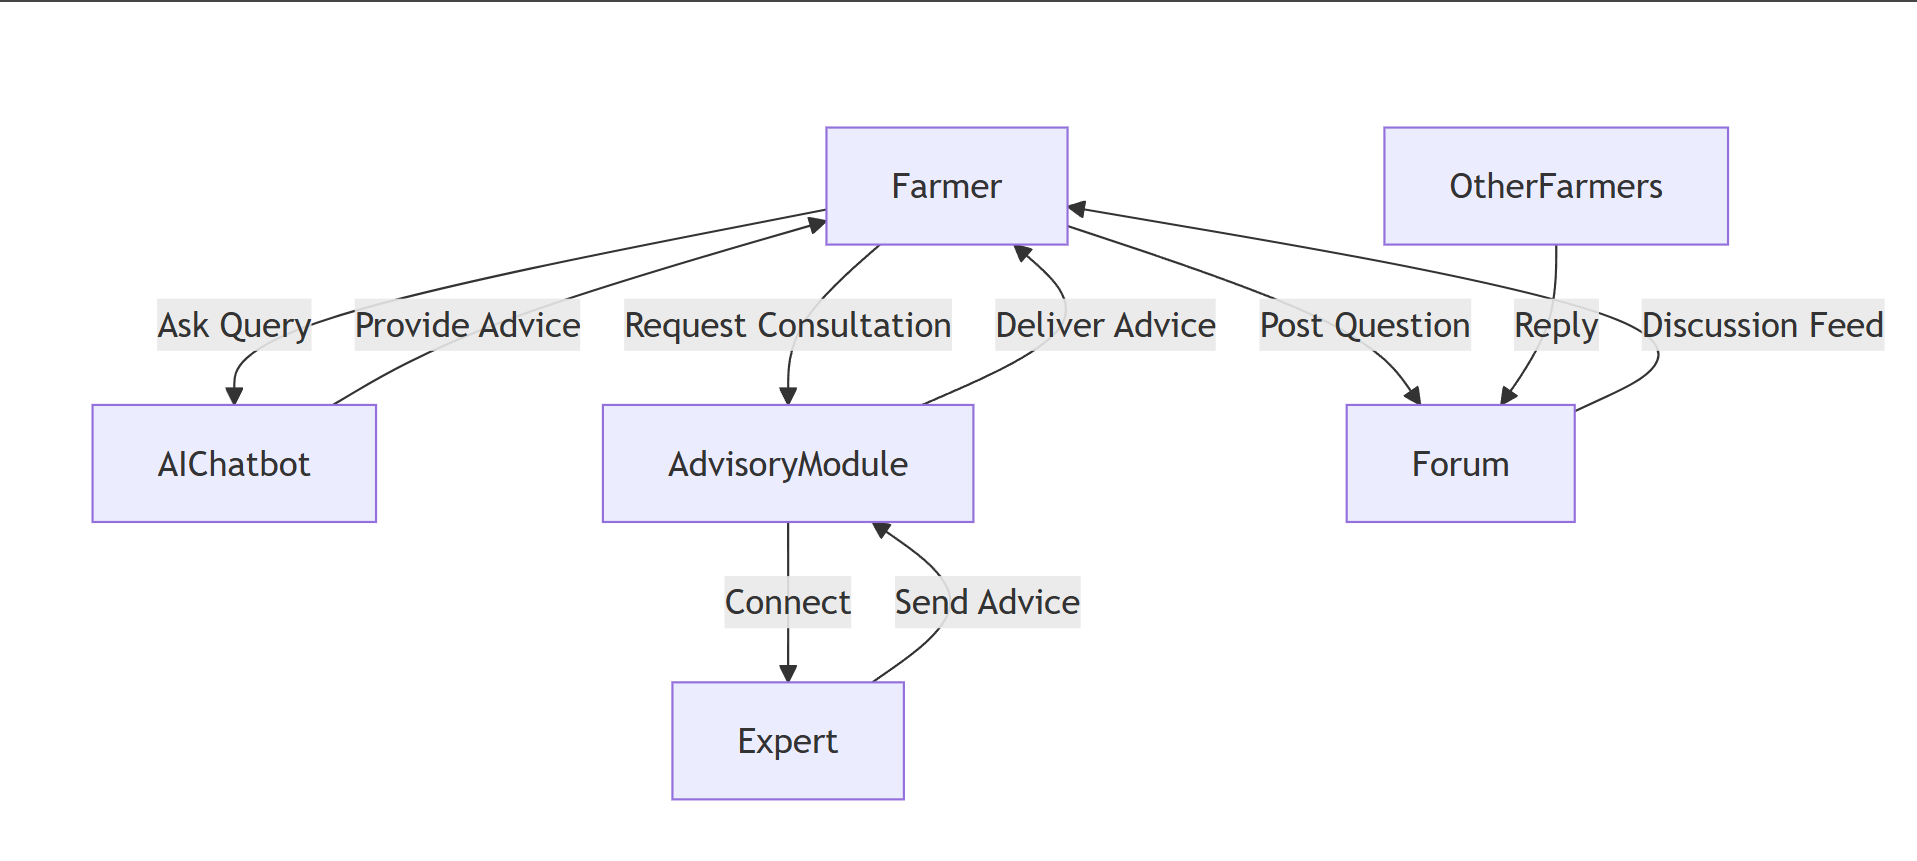 Farmer
OtherFarmers
Ask Query
Provide Advice
Request Consultation
Deliver Advice
Post Question
Reply
Discussion Feed
AIChatbot
AdvisoryModule
Forum
Connect
Send Advice
Expert